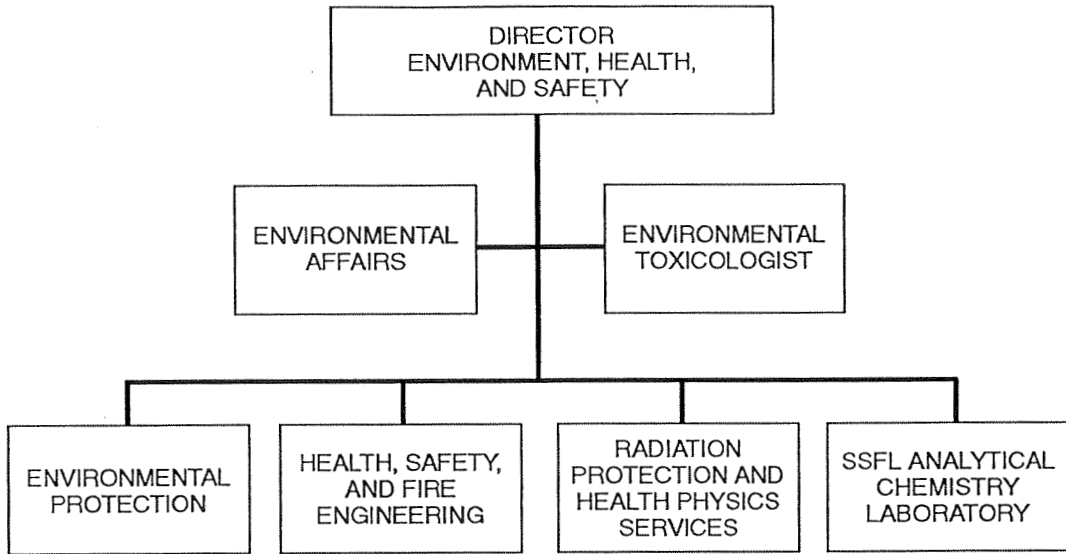 DIRECTOR
ENVIRONMENT, HEALTH,
AND SAFETY
ENVIRONMENTAL
AFFAIRS
ENVIRONMENTAL
TOXICOLOGIST
ENVIRONMENTAL
PROTECTION
HEALTH, SAFETY,
AND FIRE
ENGINEERING
RADIATION
PROTECTION AND
HEALTH PHYSICS
SERVICES
SSFL ANALYTICAL
CHEMISTRY
LABORATORY